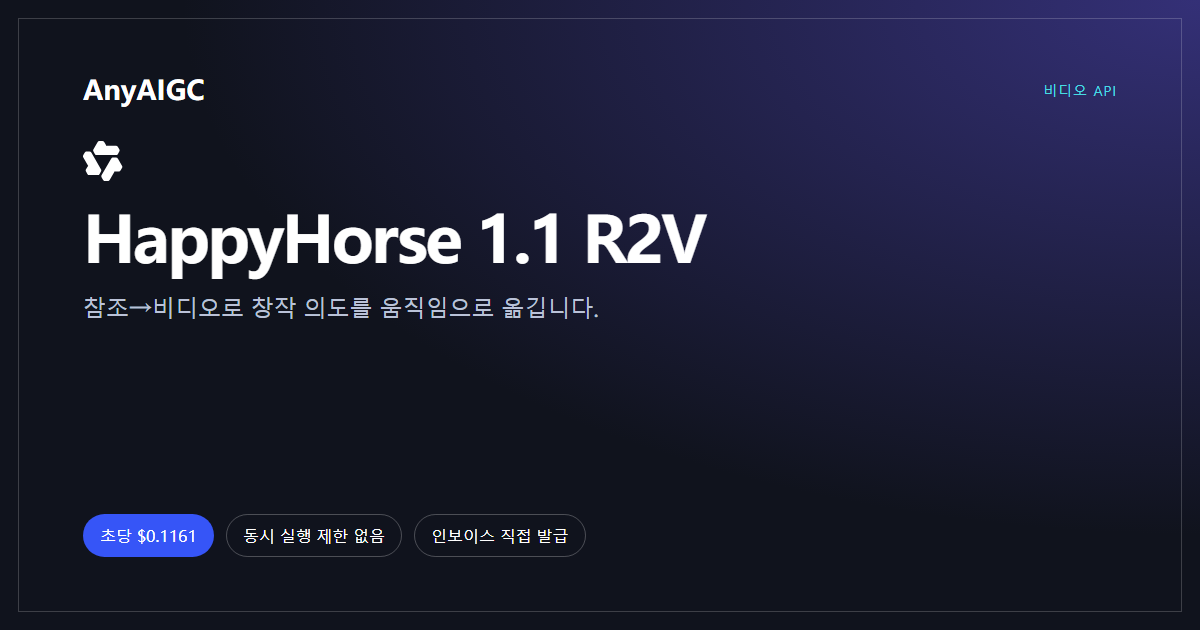 AnyAIGC
비디오 API
HappyHorse 1.1 R2V
참조→비디오로 창작 의도를 움직임으로 옮깁니다.
초당 $0.1161
동시 실행 제한 없음
인보이스 직접 발급